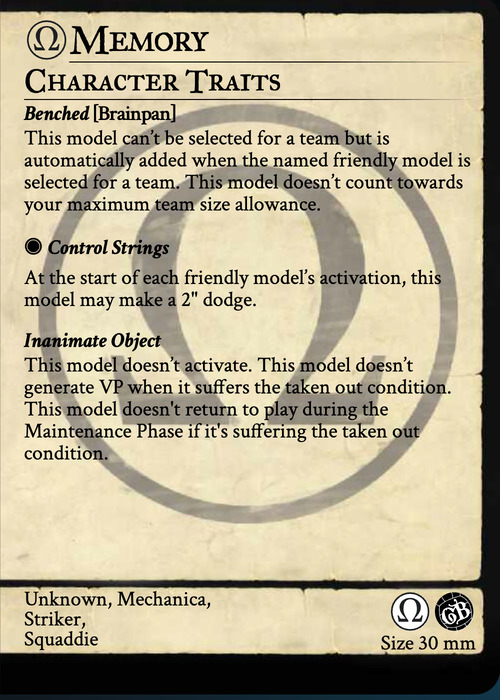 Ω Memory
Character Traits
Benched [Brainpan]
This model can't be selected for a team but is
automatically added when the named friendly model is
selected for a team. This model doesn't count towards
your maximum team size allowance.
Control Strings
At the start of each friendly model's activation, this
model may make a 2" dodge.
Inanimate Object
This model doesn't activate. This model doesn't
generate VP when it suffers the taken out condition.
This model doesn't return to play during the
Maintenance Phase if it's suffering the taken out
condition.
Unknown, Mechanica,
Striker,
Squaddie
Ω GB
Size 30 mm